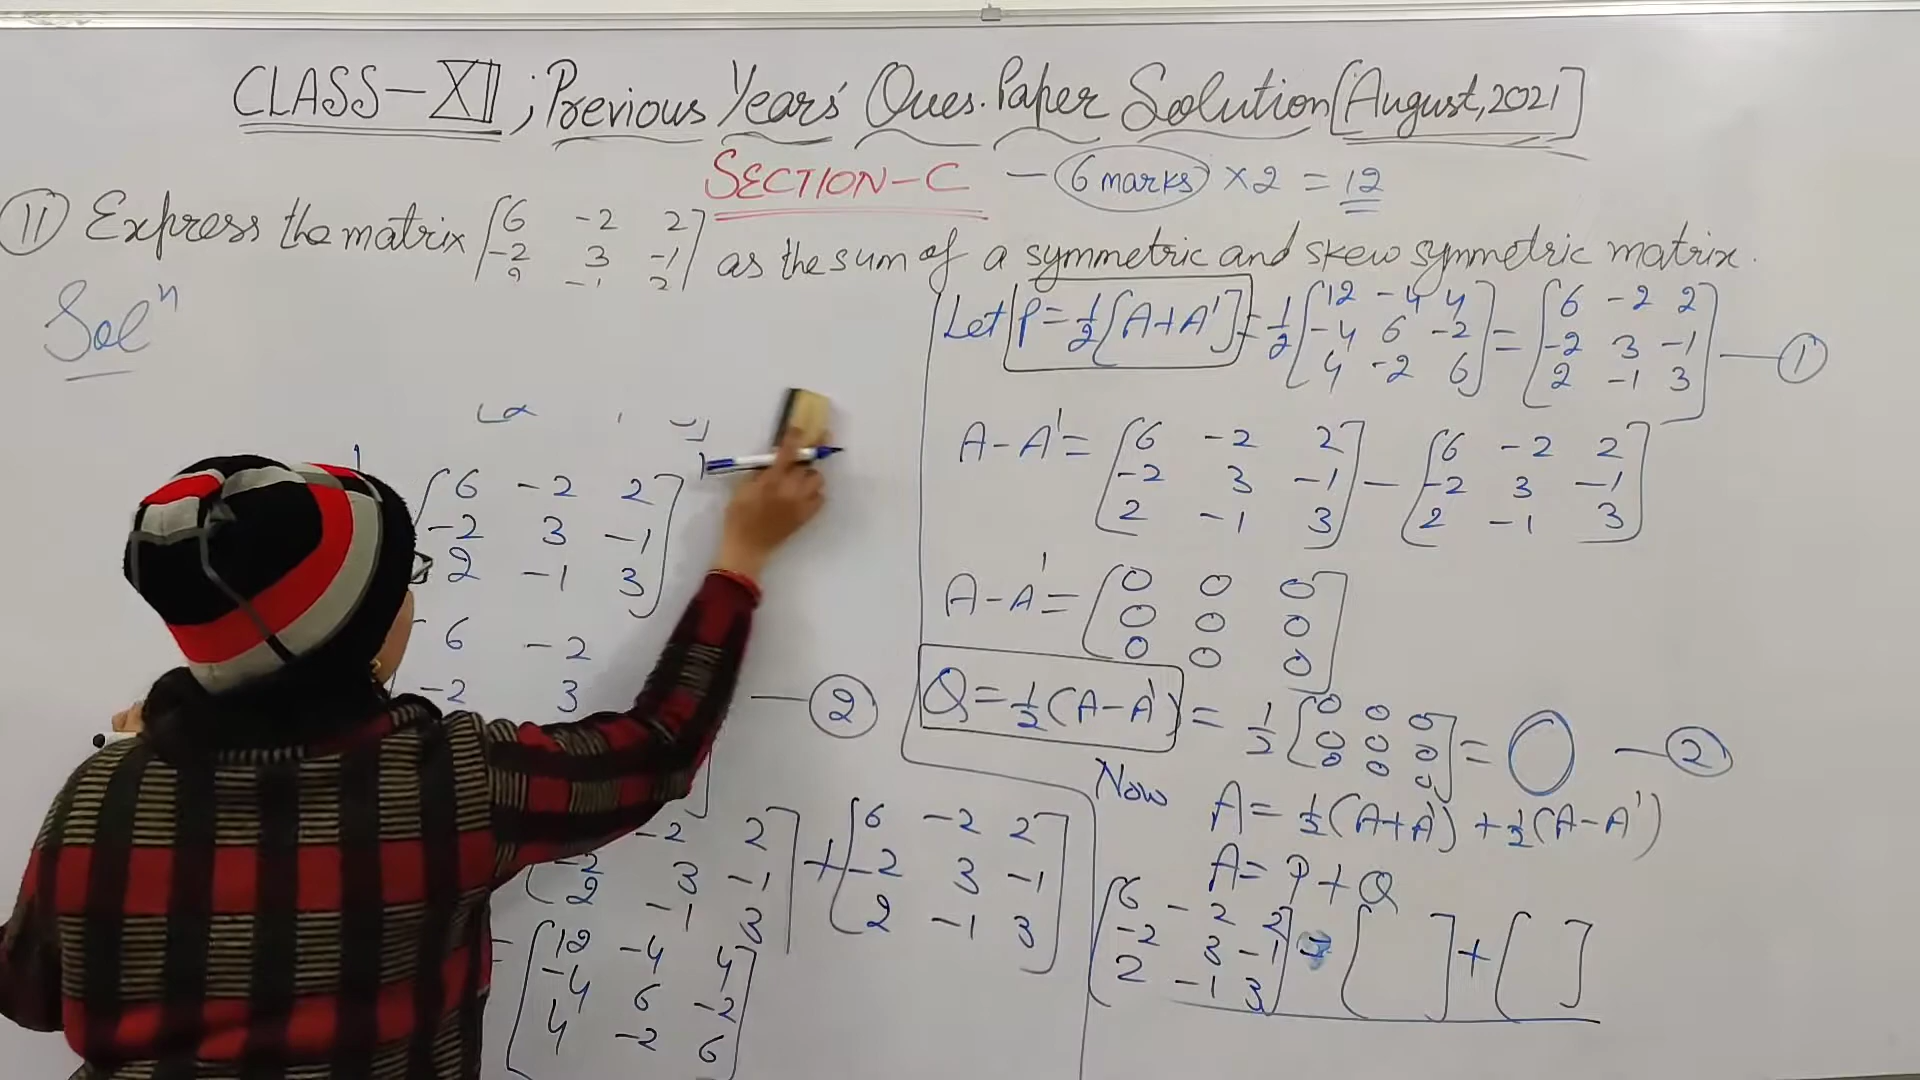 CLASS-XII; Previous Years' Ques. Paper Solution [August, 2021]
SECTION-C — 6 marks × 2 = 12
11 Express the matrix [6 -2 2
-2 3 -1
-1 2] as the sum of a symmetric and skew symmetric matrix.
Solⁿ
[6 -2 2
-2 3 -1
2 -1 3]'
6 -2
-2 3 — 2
-2 2
-2 3 -1
2 -1 3] + [6 -2 2
-2 3 -1
2 -1 3]
= [12 -4 4
-4 6 -2
4 -2 6]
Let P = 1/2 [A+A'] = 1/2 [12 -4 4
-4 6 -2
4 -2 6] = [6 -2 2
-2 3 -1
2 -1 3] — 1
A-A' = [6 -2 2
-2 3 -1
2 -1 3] - [6 -2 2
-2 3 -1
2 -1 3]
A-A' = [0 0 0
0 0 0
0 0 0]
Q = 1/2 (A-A') = 1/2 [0 0 0
0 0 0
0 0 0] = O — 2
Now A = 1/2 (A+A') + 1/2 (A-A')
A = P+Q
[6 -2 2
-2 3 -1
2 -1 3] = [ ] + [ ]